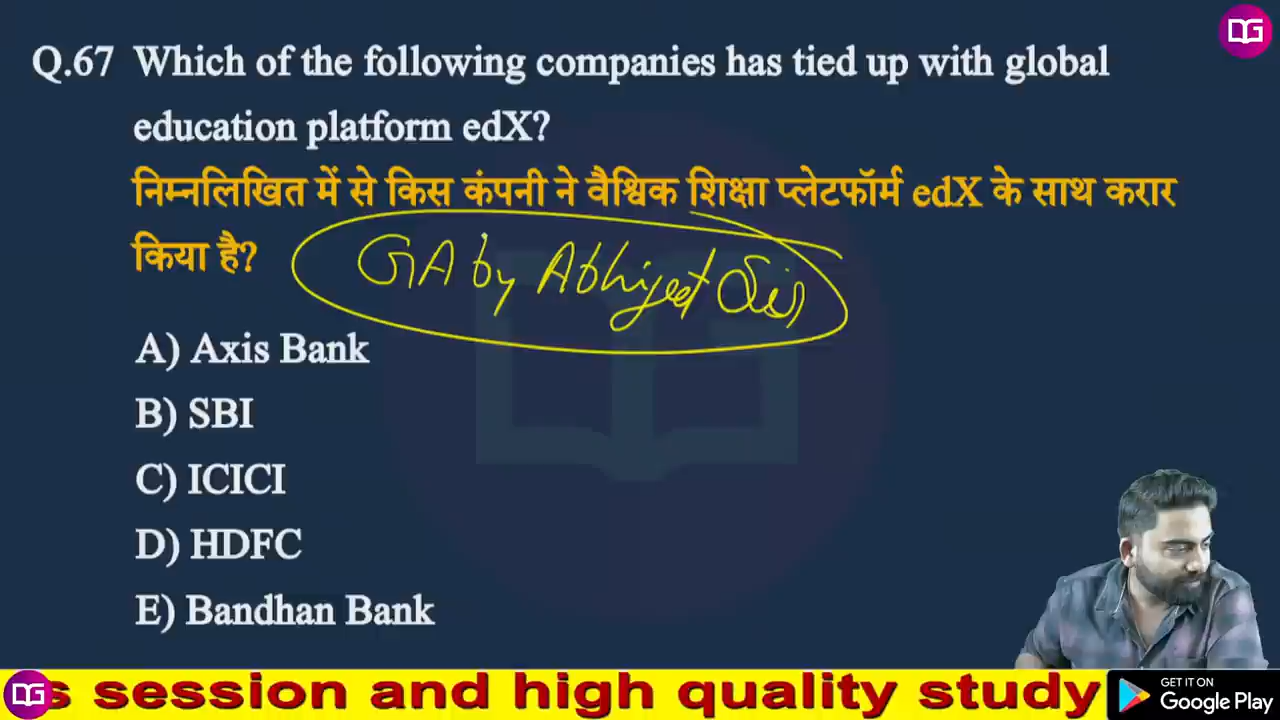 DG
Q.67 Which of the following companies has tied up with global
education platform edX?
निम्नलिखित में से किस कंपनी ने वैश्विक शिक्षा प्लेटफॉर्म edX के साथ करार
किया है?
GA by Abhijeet Sir
A) Axis Bank
B) SBI
C) ICICI
D) HDFC
E) Bandhan Bank
DG s session and high quality study
GET IT ON
Google Play